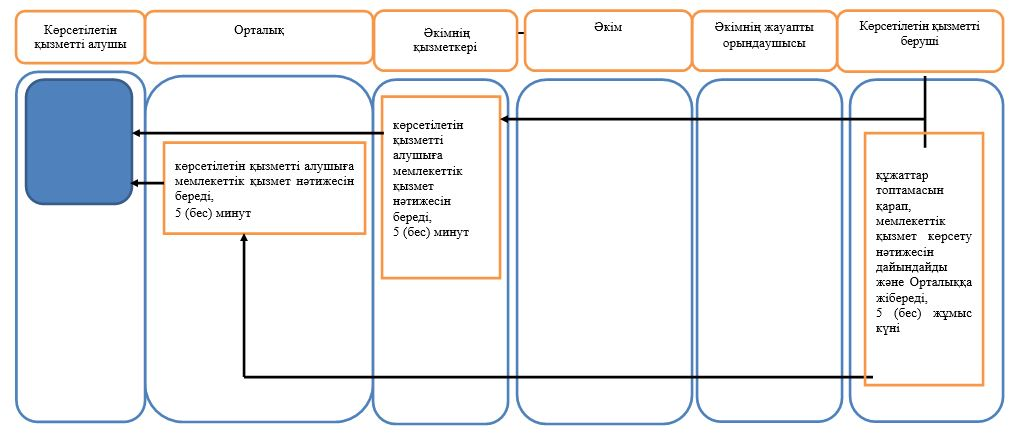 Көрсетілетін
қызметті алушы
Орталық
Әкімнің
қызметкері
Әкім
Әкімнің жауапты
орындаушысы
Көрсетілетін қызметті
беруші
көрсетілетін қызметті алушыға
мемлекеттік қызмет нәтижесін
береді,
5 (бес) минут
көрсетілетін
қызметті
алушыға
мемлекеттік
қызмет
нәтижесін
береді,
5 (бес) минут
құжаттар
топтамасын
қарап,
мемлекеттік
қызмет көрсету
нәтижесін
дайындайды
және Орталыққа
жібереді,
5 (бес) жұмыс
күні